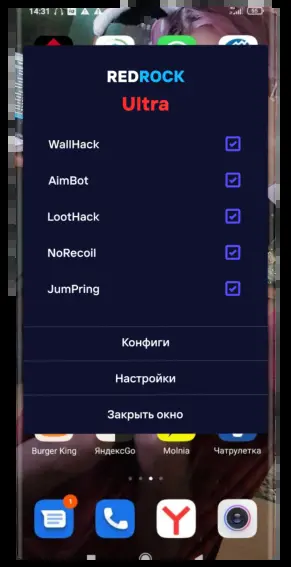 14:31
REDROCK
Ultra
WallHack
AimBot
LootHack
NoRecoil
JumPring
Конфиги
Настройки
Закрыть окно
Burger King ЯндексGo Molnia Чатрулетка
1